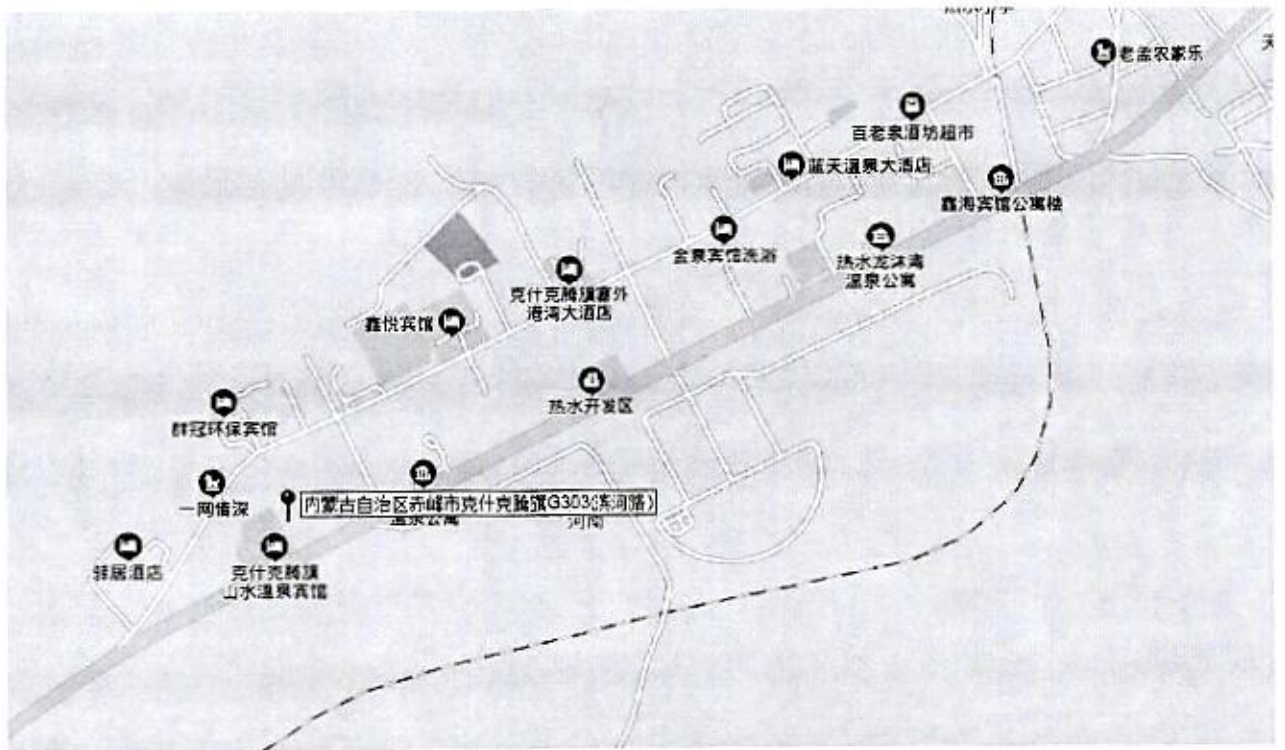 老孟农家乐
天
百老泉酒坊超市
蓝天温泉大酒店
鑫海宾馆公寓楼
金泉宾馆洗浴
热水龙沐湾
温泉公寓
克什克腾旗塞外
港湾大酒店
鑫悦宾馆
热水开发区
群冠环保宾馆
一网情深
内蒙古自治区赤峰市克什克腾旗G303(滨河路)
温泉公寓
河南
驿居酒店
克什克腾旗
山水温泉宾馆